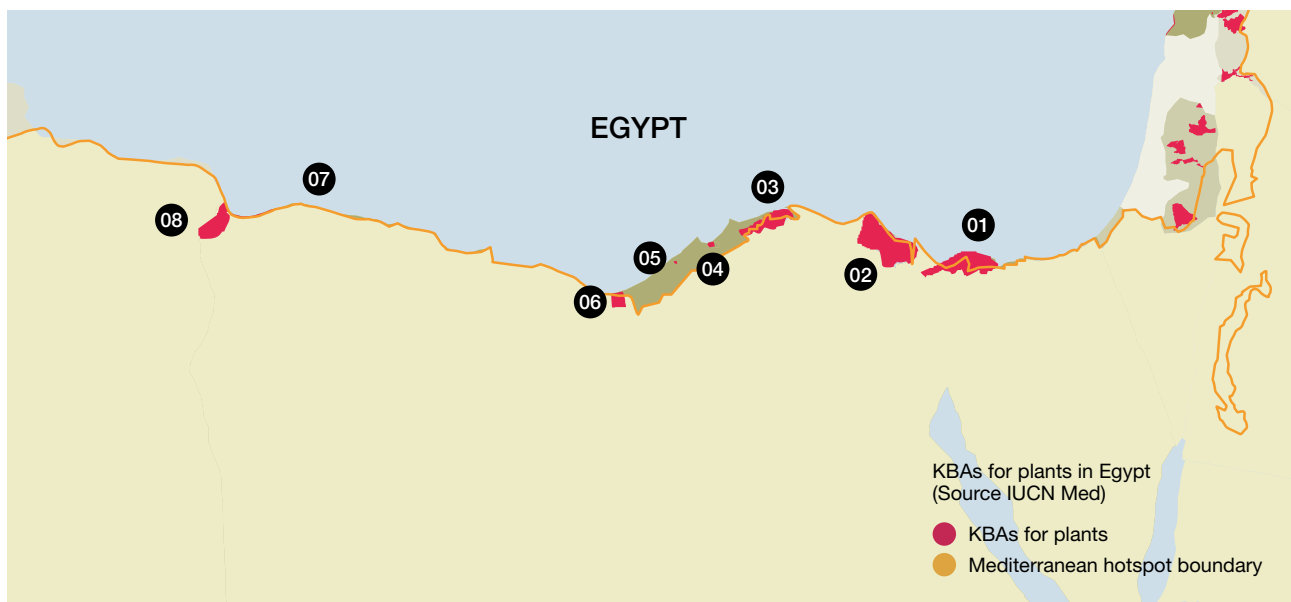 EGYPT
07
03
08
01
05
04
02
06
KBAs for plants in Egypt
(Source IUCN Med)
KBAs for plants
Mediterranean hotspot boundary